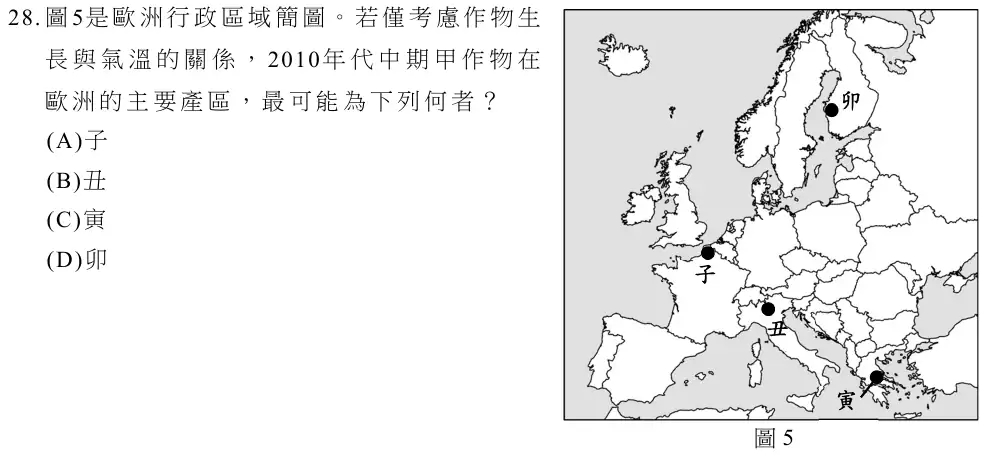 28.圖5是歐洲行政區域簡圖。若僅考慮作物生
長與氣溫的關係，2010年代中期甲作物在
歐洲的主要產區，最可能為下列何者？
(A)子
(B)丑
(C)寅
(D)卯
卯
子
丑
寅
圖 5